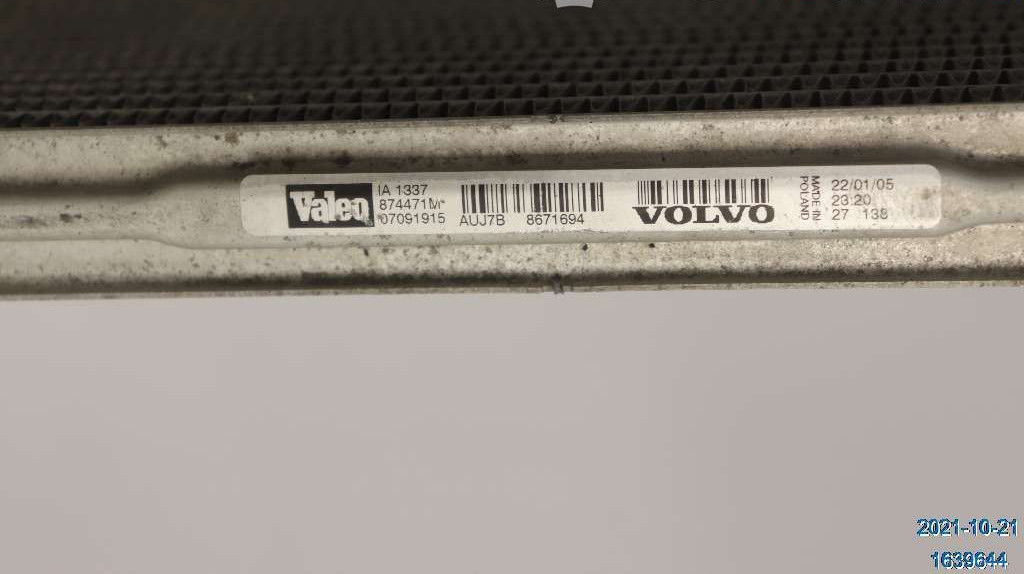 Valeo
IA 1337
874471M*
07091915
AUJ7B 8671694
VOLVO
MADE IN
POLAND
22/01/05
23:20
27 138
2021-10-21
1639644